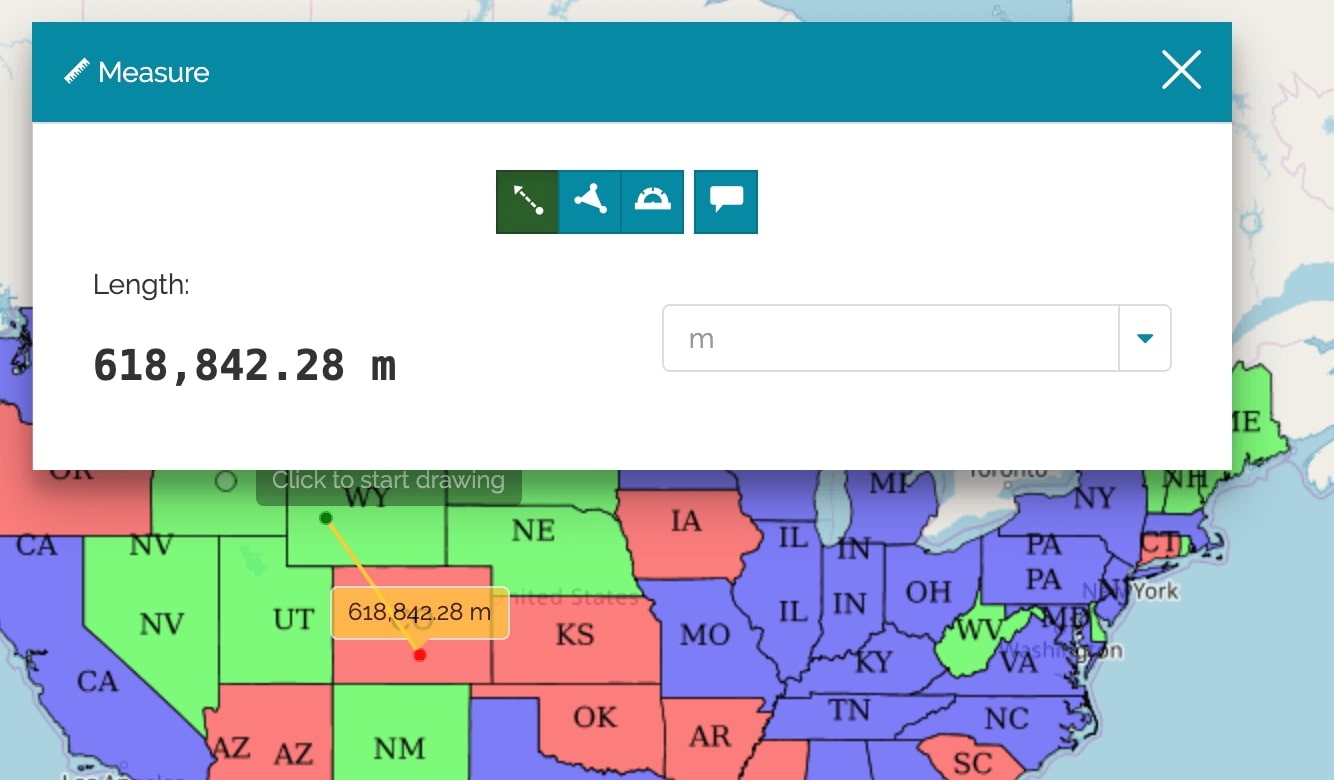 Measure
Length:
618,842.28 m
m
ME
OR
Click to start drawing
Toronto
WY
MI
NY
NH
CA
NV
NE
IA
IL
IN
PA
CT
NV
UT
618,842.28 m
United States
KS
MO
IL
IN
OH
PA
NJ
New York
WV
MD
KY
VA
Washington
CA
AZ
AZ
NM
OK
AR
TN
NC
SC
Los Angeles